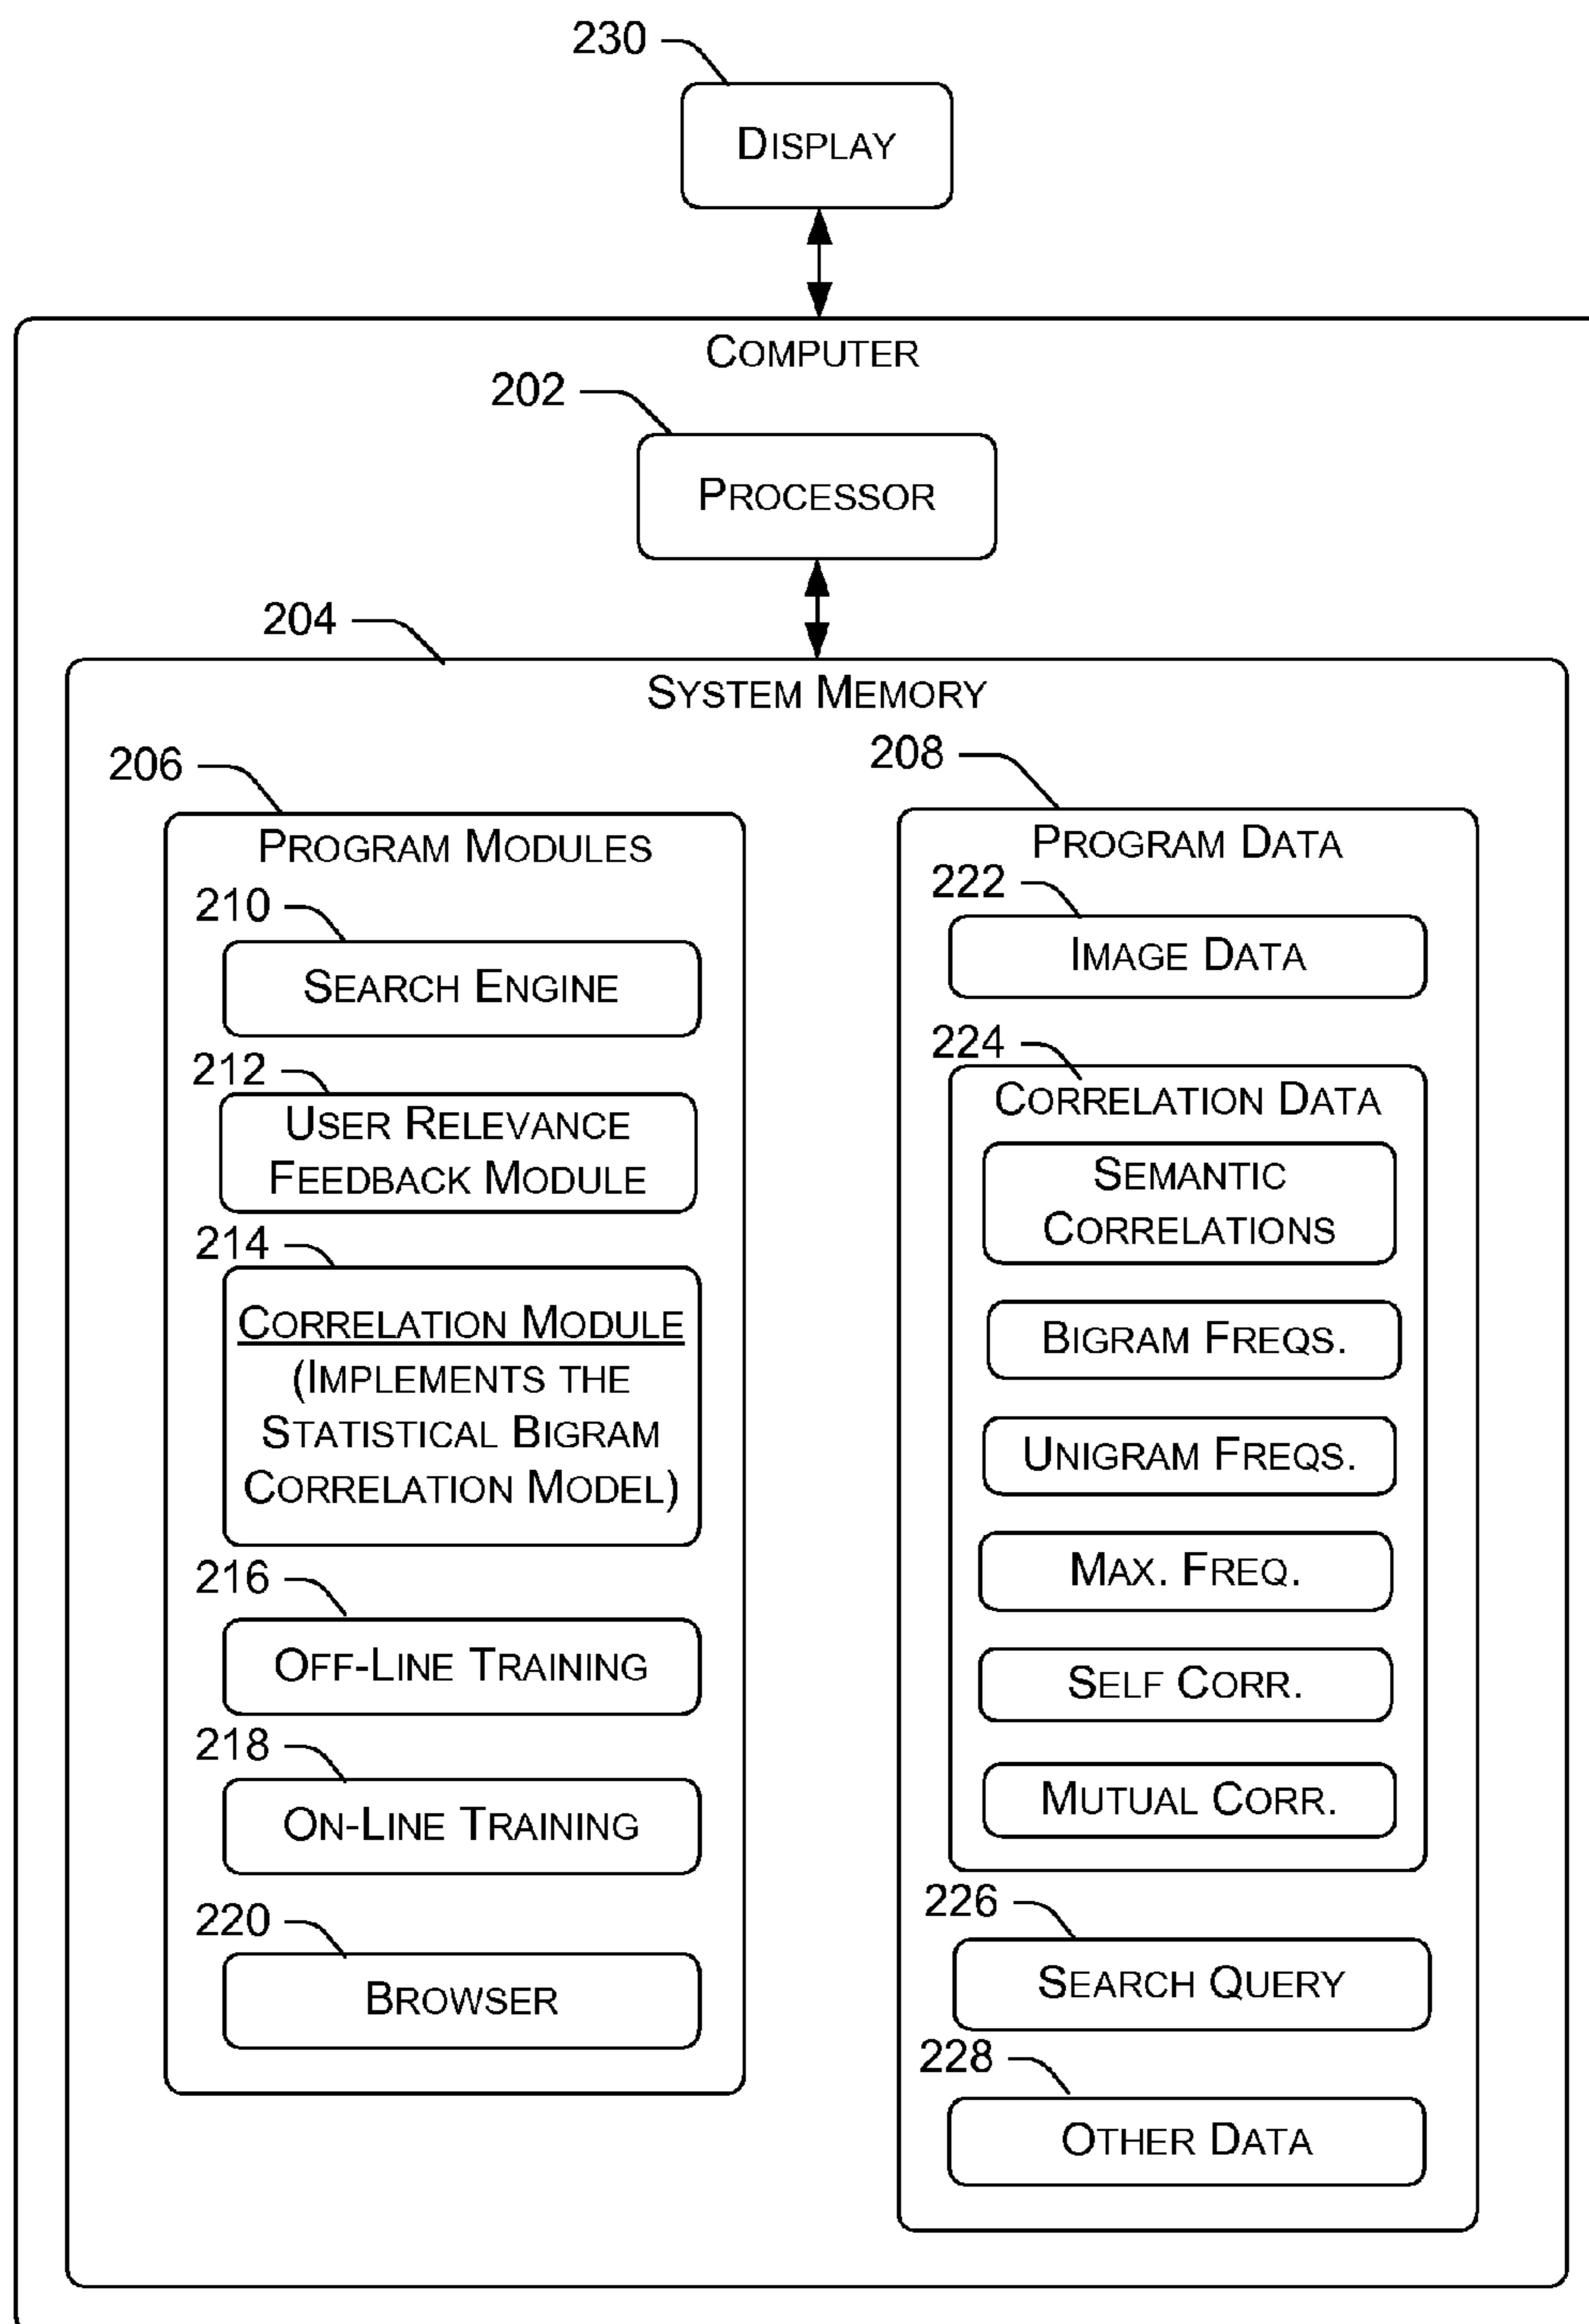 230
DISPLAY
COMPUTER
202
PROCESSOR
204
SYSTEM MEMORY
206
PROGRAM MODULES
210
SEARCH ENGINE
212
USER RELEVANCE
FEEDBACK MODULE
214
CORRELATION MODULE
(IMPLEMENTS THE
STATISTICAL BIGRAM
CORRELATION MODEL)
216
OFF-LINE TRAINING
218
ON-LINE TRAINING
220
BROWSER
208
PROGRAM DATA
222
IMAGE DATA
224
CORRELATION DATA
SEMANTIC
CORRELATIONS
BIGRAM FREQS.
UNIGRAM FREQS.
MAX. FREQ.
SELF CORR.
MUTUAL CORR.
226
SEARCH QUERY
228
OTHER DATA